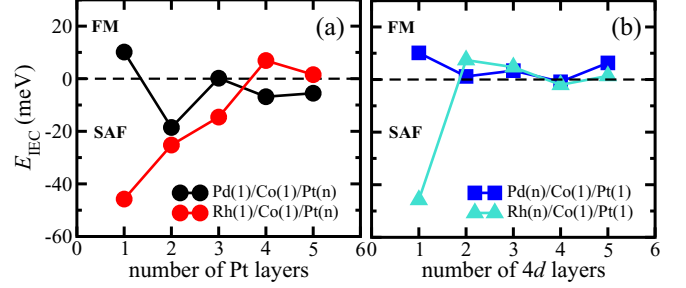 (a)
(b)
FM
FM
SAF
SAF
E_IEC (meV)
20
0
-20
-40
-60
Pd(1)/Co(1)/Pt(n)
Rh(1)/Co(1)/Pt(n)
Pd(n)/Co(1)/Pt(1)
Rh(n)/Co(1)/Pt(1)
0 1 2 3 4 5 6
0 1 2 3 4 5 6
number of Pt layers
number of 4d layers